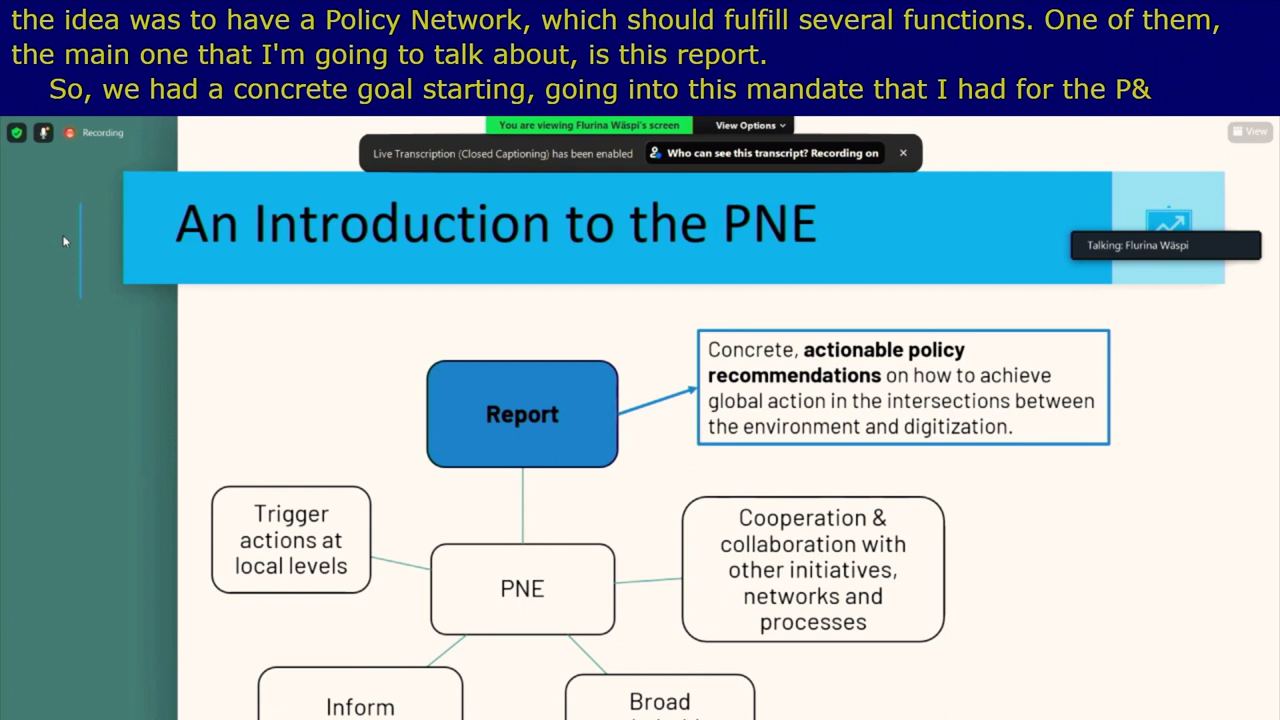 the idea was to have a Policy Network, which should fulfill several functions. One of them,
the main one that I'm going to talk about, is this report.
So, we had a concrete goal starting, going into this mandate that I had for the P&
Recording
You are viewing Flurina Wäspi's screen
View Options
View
Live Transcription (Closed Captioning) has been enabled
Who can see this transcript? Recording on
An Introduction to the PNE
Talking: Flurina Wäspi
Report
Concrete, actionable policy
recommendations on how to achieve
global action in the intersections between
the environment and digitization.
Trigger
actions at
local levels
PNE
Cooperation &
collaboration with
other initiatives,
networks and
processes
Inform
Broad